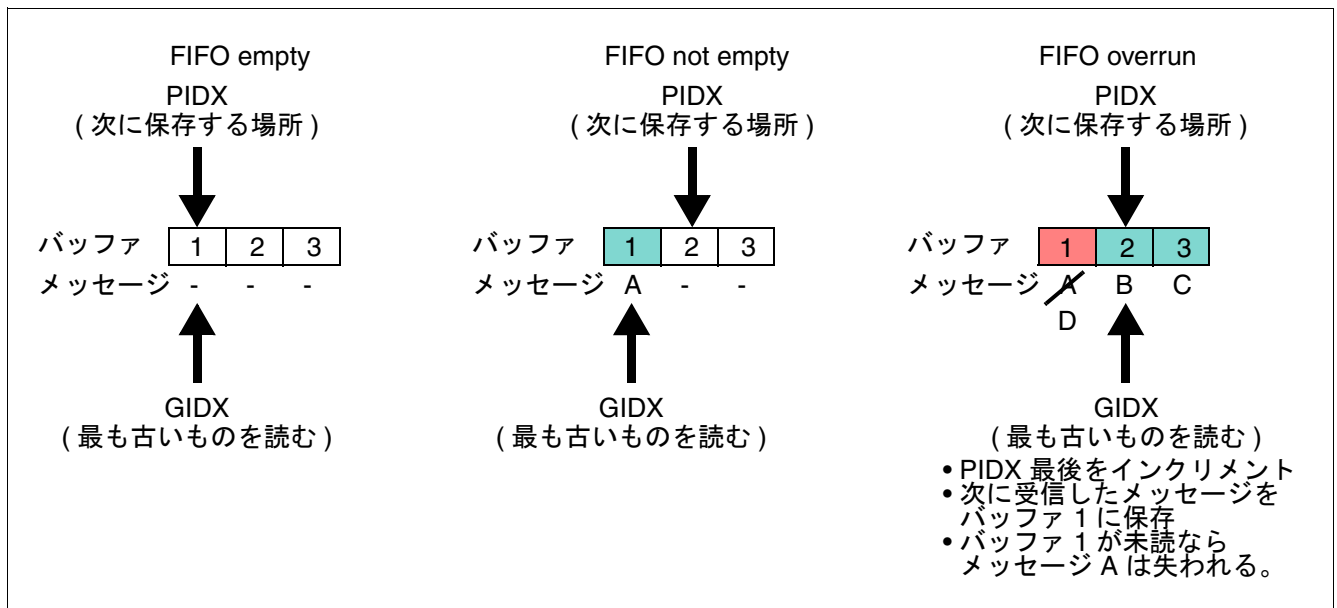 FIFO empty
PIDX
( 次に保存する場所 )
バッファ 1 2 3
メッセージ - - -
GIDX
( 最も古いものを読む )
FIFO not empty
PIDX
( 次に保存する場所 )
バッファ 1 2 3
メッセージ A - -
GIDX
( 最も古いものを読む )
FIFO overrun
PIDX
( 次に保存する場所 )
バッファ 1 2 3
メッセージ A B C
D
GIDX
( 最も古いものを読む )
• PIDX 最後をインクリメント
• 次に受信したメッセージを
バッファ 1 に保存
• バッファ 1 が未読なら
メッセージ A は失われる。